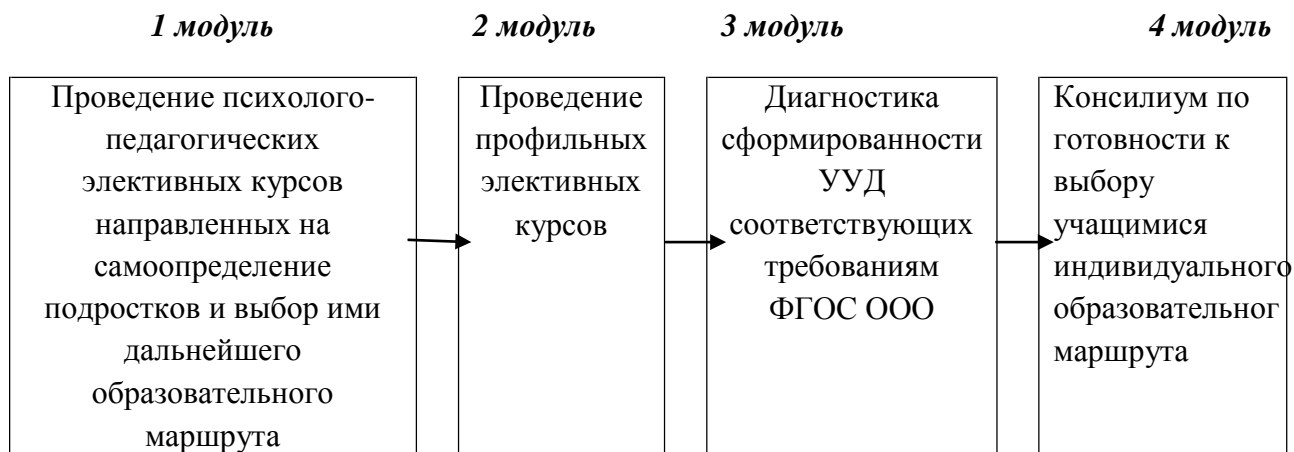 1 модуль
2 модуль
3 модуль
4 модуль
Проведение психолого-
педагогических
элективных курсов
направленных на
самоопределение
подростков и выбор ими
дальнейшего
образовательного
маршрута
Проведение
профильных
элективных
курсов
Диагностика
сформированности
УУД
соответствующих
требованиям
ФГОС ООО
Консилиум по
готовности к
выбору
учащимися
индивидуального
образовательног
маршрута